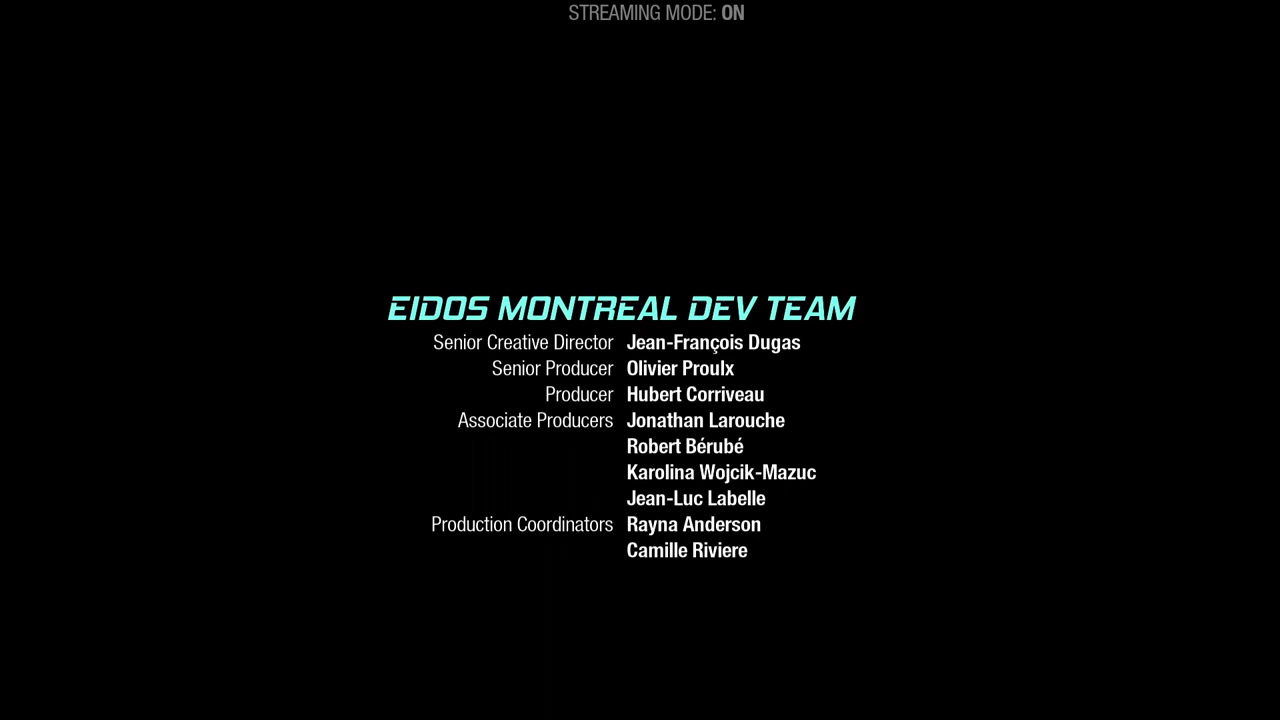 STREAMING MODE: ON
EIDOS MONTREAL DEV TEAM
Senior Creative Director Jean-François Dugas
Senior Producer Olivier Proulx
Producer Hubert Corriveau
Associate Producers Jonathan Larouche
Robert Bérubé
Karolina Wojcik-Mazuc
Jean-Luc Labelle
Production Coordinators Rayna Anderson
Camille Riviere